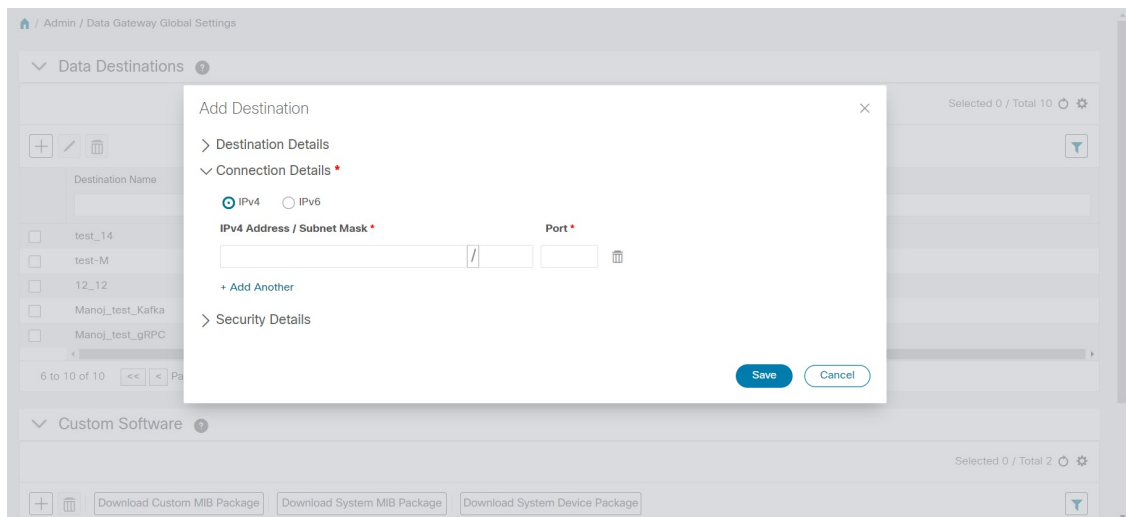 / Admin / Data Gateway Global Settings
Data Destinations ?
Add Destination
Selected 0 / Total 10
Destination Details
Destination Name
Connection Details *
IPv4 IPv6
IPv4 Address / Subnet Mask * Port *
test_14
/
test-M
12_12
+ Add Another
Manoj_test_Kafka
Security Details
Manoj_test_gRPC
6 to 10 of 10 << < Pa
Save Cancel
Custom Software ?
Selected 0 / Total 2
Download Custom MIB Package Download System MIB Package Download System Device Package